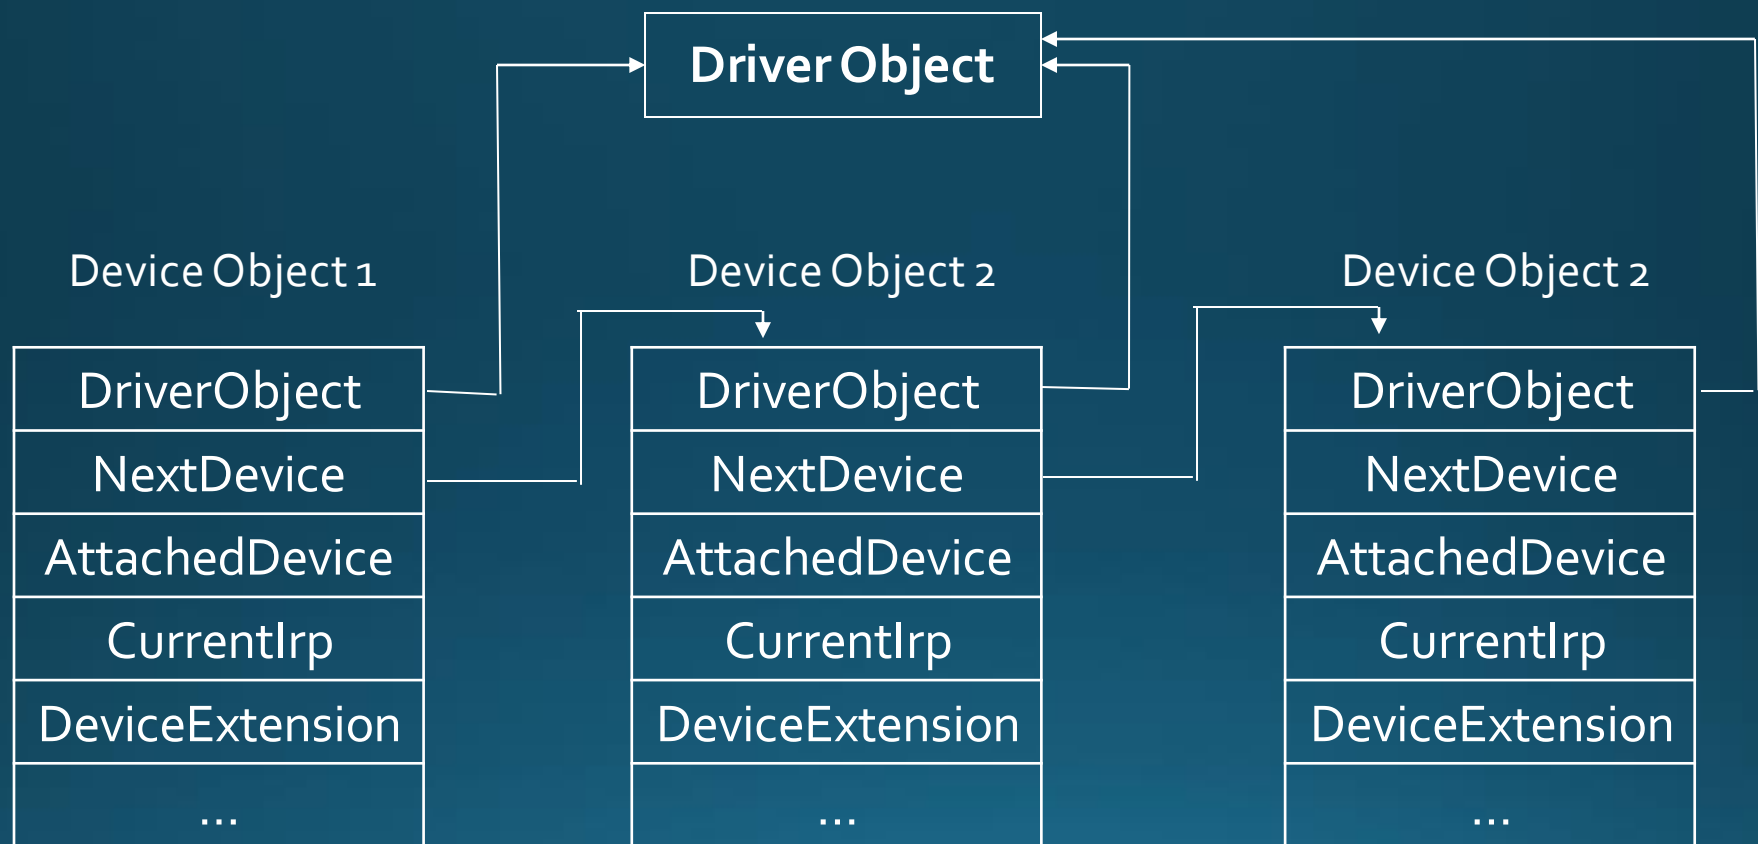 Driver Object
Device Object 1
Device Object 2
Device Object 2
DriverObject
NextDevice
AttachedDevice
CurrentIrp
DeviceExtension
...
DriverObject
NextDevice
AttachedDevice
CurrentIrp
DeviceExtension
...
DriverObject
NextDevice
AttachedDevice
CurrentIrp
DeviceExtension
...